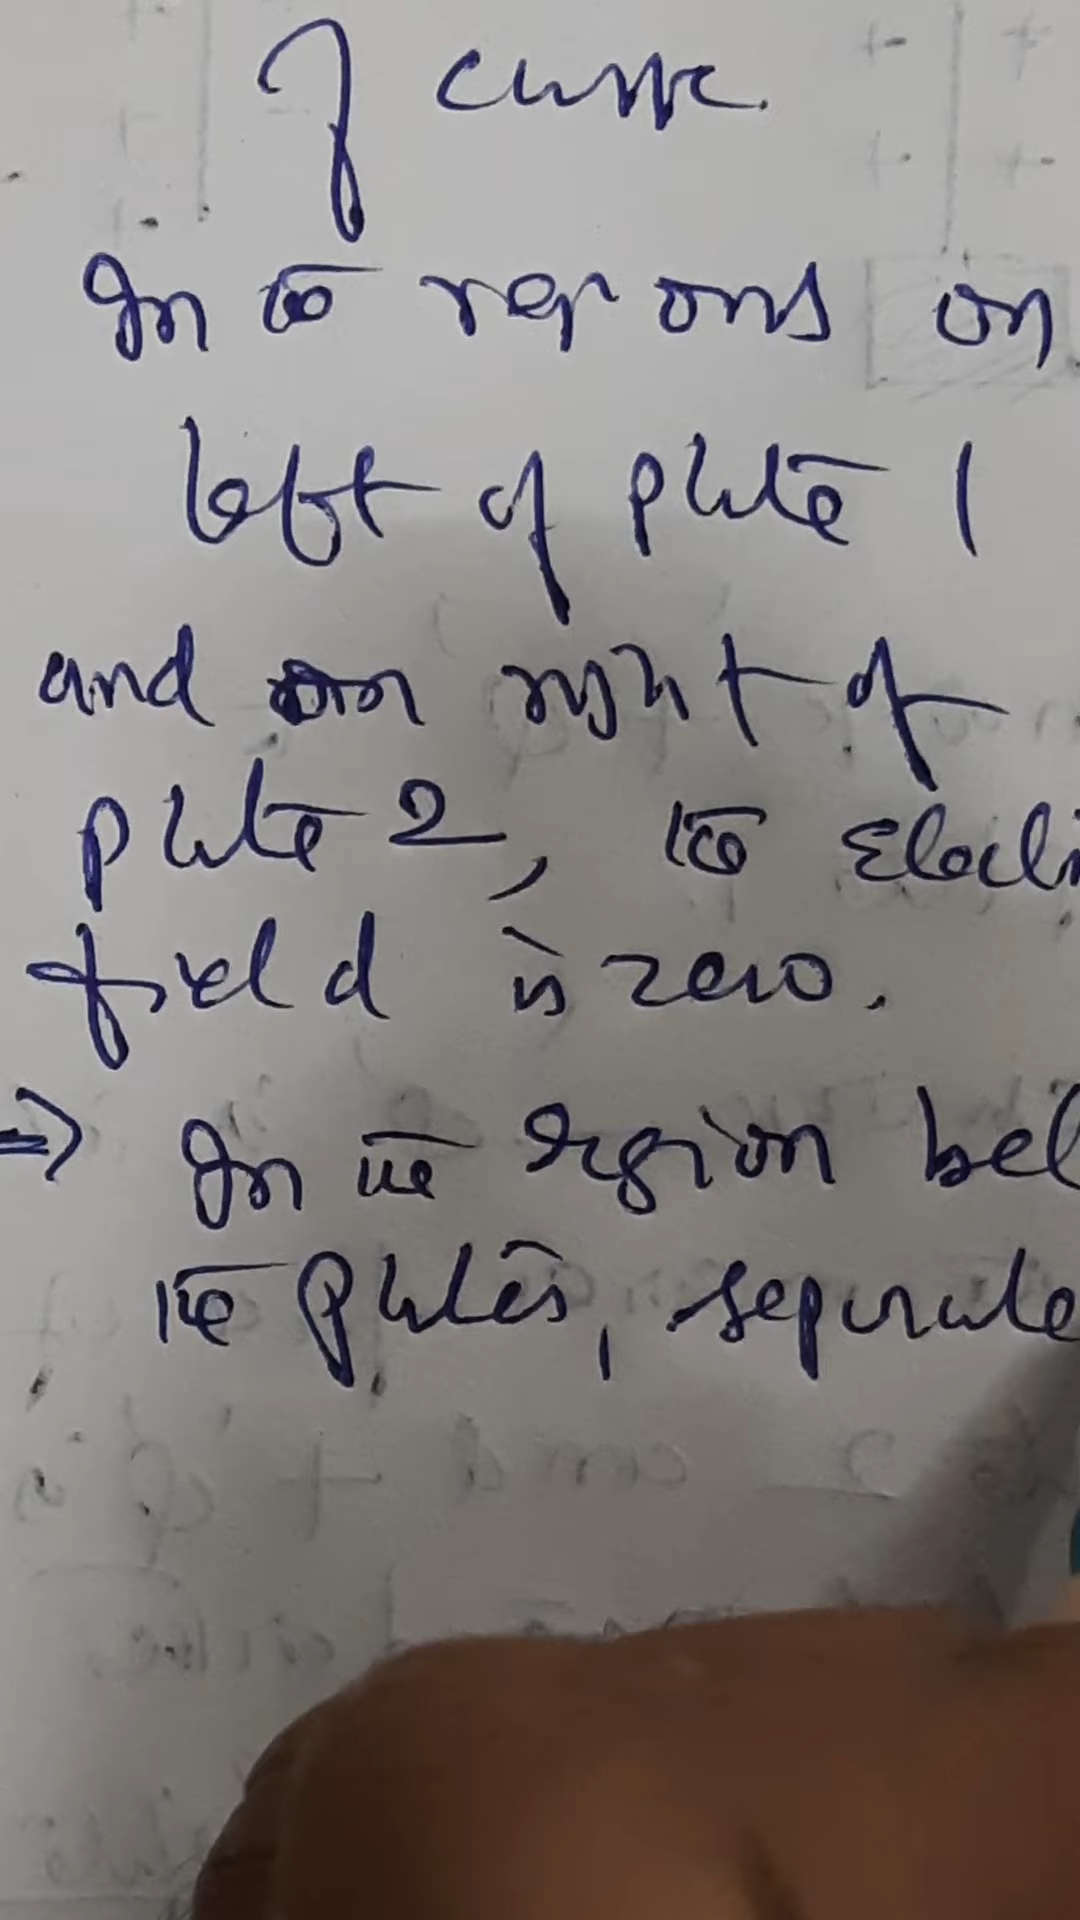 of curve.
In the regions on
left of plate 1
and on right of
plate 2, the Electri
field is zero.
⇒ In the region bet
the plates, separate